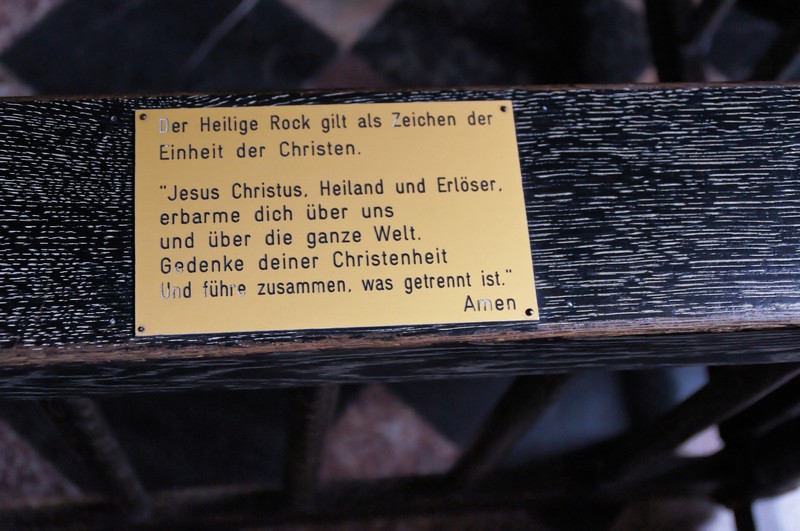 Der Heilige Rock gilt als Zeichen der
Einheit der Christen.
"Jesus Christus, Heiland und Erlöser,
erbarme dich über uns
und über die ganze Welt.
Gedenke deiner Christenheit
Und führe zusammen, was getrennt ist."
Amen